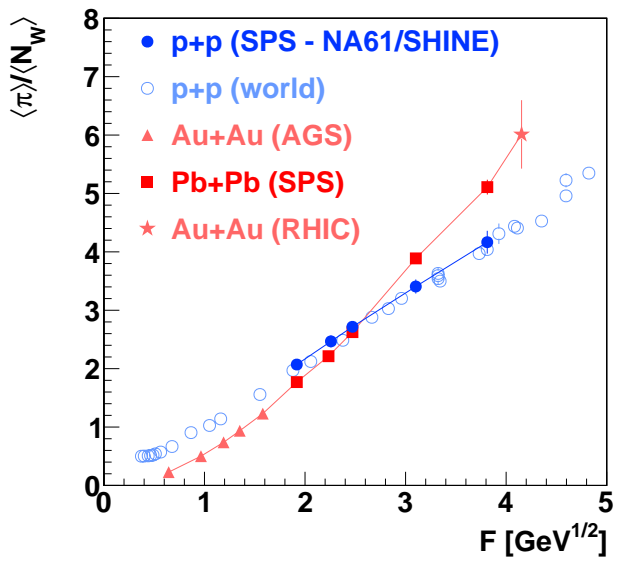 ⟨π⟩/⟨N_W⟩
8
7
6
5
4
3
2
1
0
p+p (SPS - NA61/SHINE)
p+p (world)
Au+Au (AGS)
Pb+Pb (SPS)
Au+Au (RHIC)
0 1 2 3 4 5
F [GeV^{1/2}]